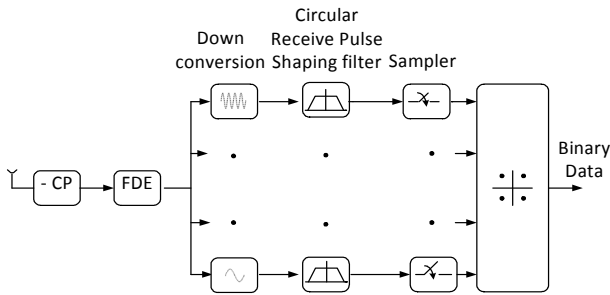 Circular
Down Receive Pulse
conversion Shaping filter Sampler
Binary
Data
- CP
FDE